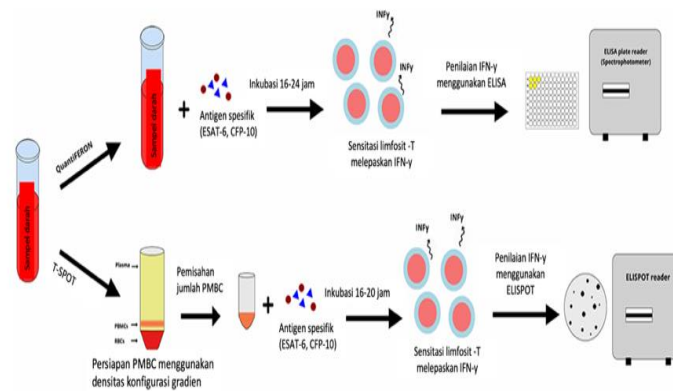 QuantiFERON
T-SPOT
+
Antigen spesifik
(ESAT-6, CFP-10)
Inkubasi 16-24 jam
INFγ
INFγ
Sensitasi limfosit -T
melepaskan IFN-γ
Penilaian IFN-γ
menggunakan ELISA
ELISA plate reader
(Spectrophotometer)
Plasma
PBMCs
RBCs
Persiapan PMBC menggunakan
densitas konfigurasi gradien
Pemisahan
jumlah PMBC
+
Antigen spesifik
(ESAT-6, CFP-10)
Inkubasi 16-20 jam
INFγ
INFγ
Sensitasi limfosit -T
melepaskan IFN-γ
Penilaian IFN-γ
menggunakan
ELISPOT
ELISPOT reader